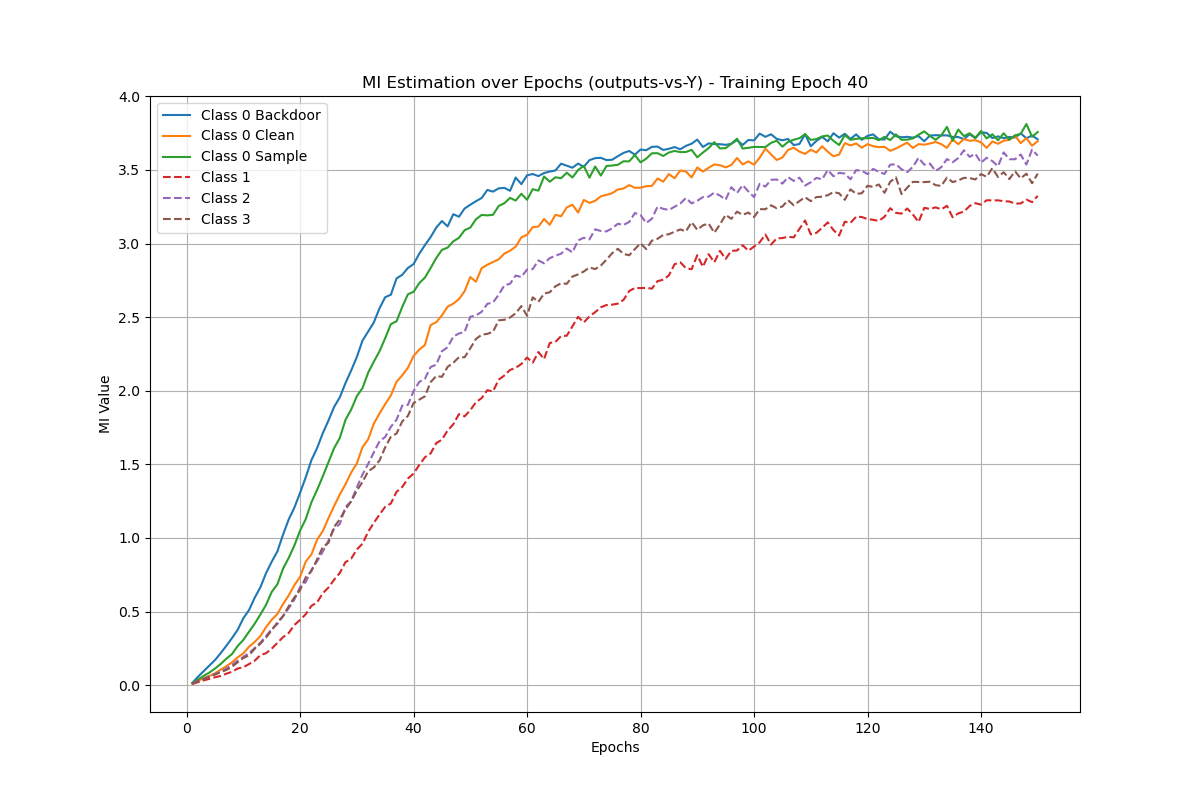 MI Estimation over Epochs (outputs-vs-Y) - Training Epoch 40
Class 0 Backdoor
Class 0 Clean
Class 0 Sample
Class 1
Class 2
Class 3
MI Value
4.0
3.5
3.0
2.5
2.0
1.5
1.0
0.5
0.0
0 20 40 60 80 100 120 140
Epochs